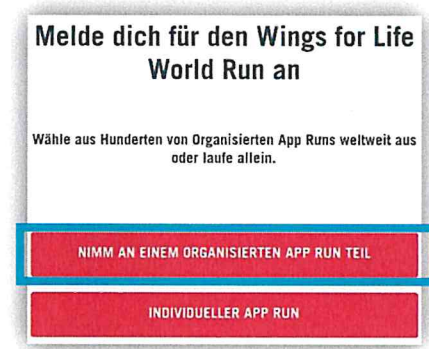 Melde dich für den Wings for Life
World Run an
Wähle aus Hunderten von Organisierten App Runs weltweit aus
oder laufe allein.
NIMM AN EINEM ORGANISIERTEN APP RUN TEIL
INDIVIDUELLER APP RUN